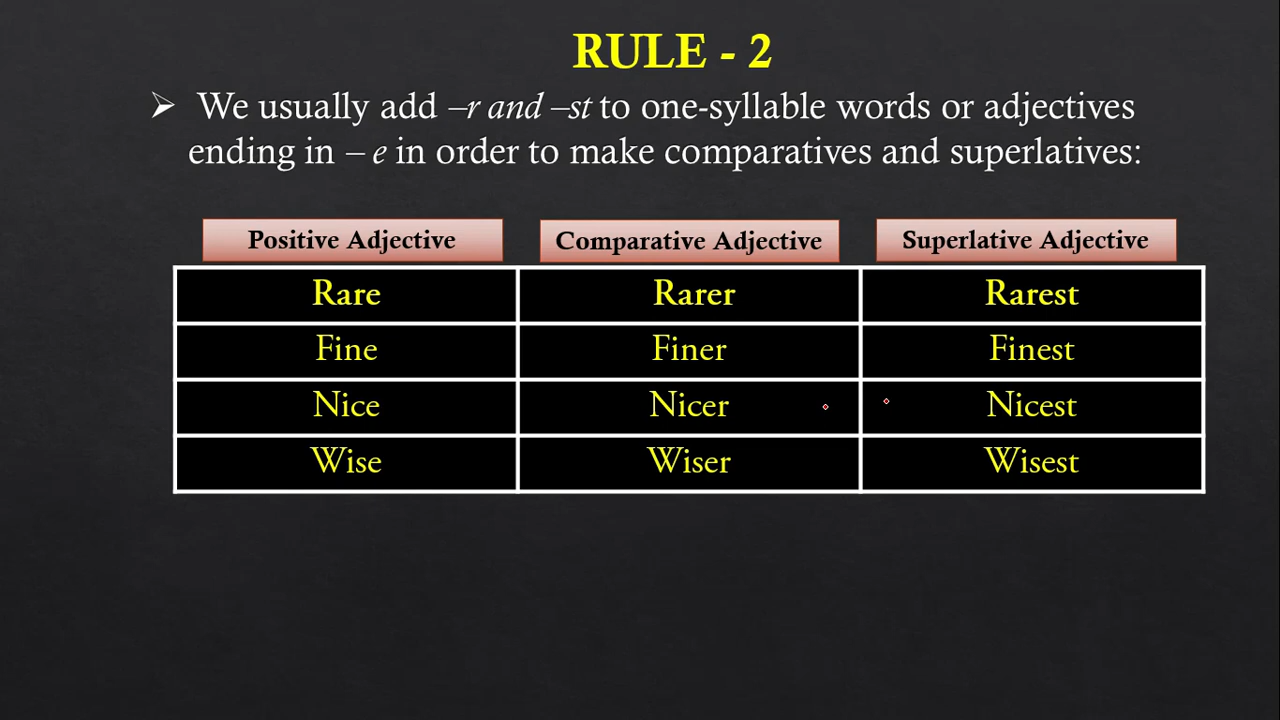 RULE - 2
➢ We usually add –r and –st to one-syllable words or adjectives
ending in – e in order to make comparatives and superlatives:
Positive Adjective Comparative Adjective Superlative Adjective
Rare Rarer Rarest
Fine Finer Finest
Nice Nicer Nicest
Wise Wiser Wisest